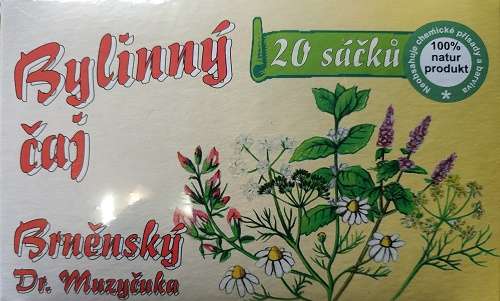 Bylinný
čaj
Brněnský
Dr. Muzyčuka
20 sáčků
Neobsahuje chemické přísady a barviva
100%
natur
produkt